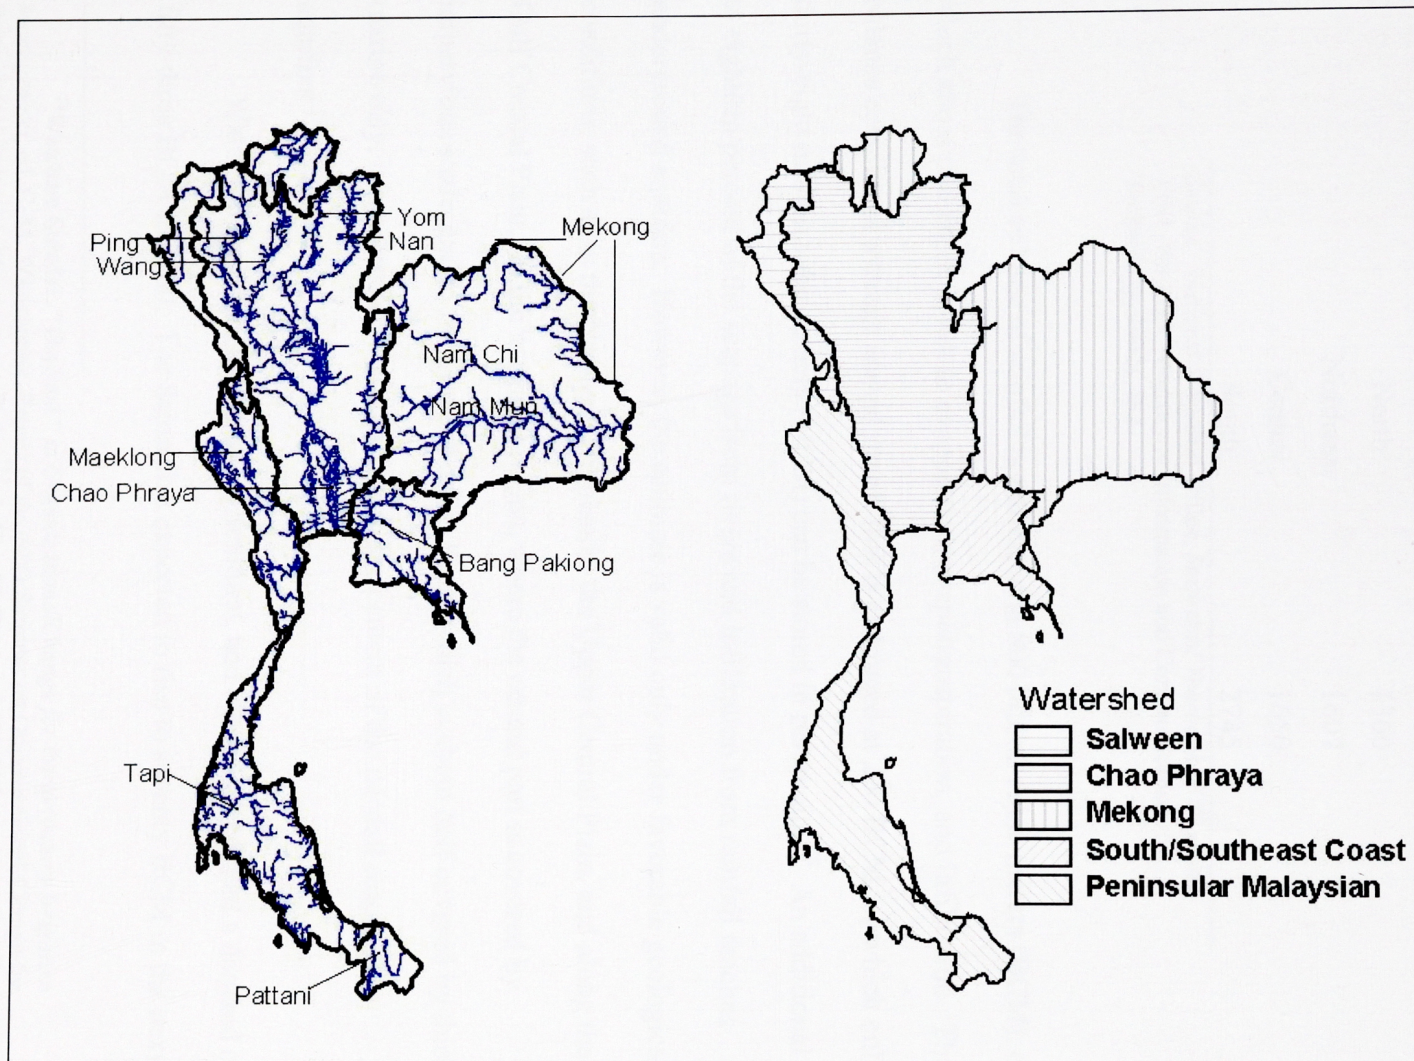 Yom
Nan
Mekong
Ping
Wang
Nam Chi
Nam Mun
Maeklong
Chao Phraya
Bang Pakiong
Tapi
Pattani
Watershed
Salween
Chao Phraya
Mekong
South/Southeast Coast
Peninsular Malaysian